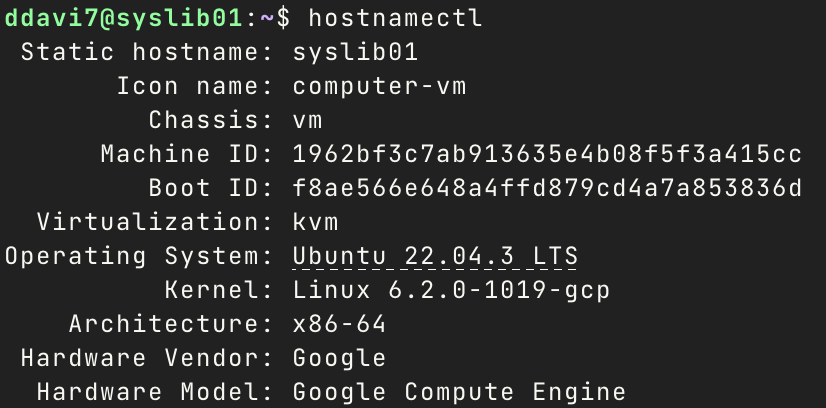 ddavi7@syslib01:~$ hostnamectl
Static hostname: syslib01
Icon name: computer-vm
Chassis: vm
Machine ID: 1962bf3c7ab913635e4b08f5f3a415cc
Boot ID: f8ae566e648a4ffd879cd4a7a853836d
Virtualization: kvm
Operating System: Ubuntu 22.04.3 LTS
Kernel: Linux 6.2.0-1019-gcp
Architecture: x86-64
Hardware Vendor: Google
Hardware Model: Google Compute Engine